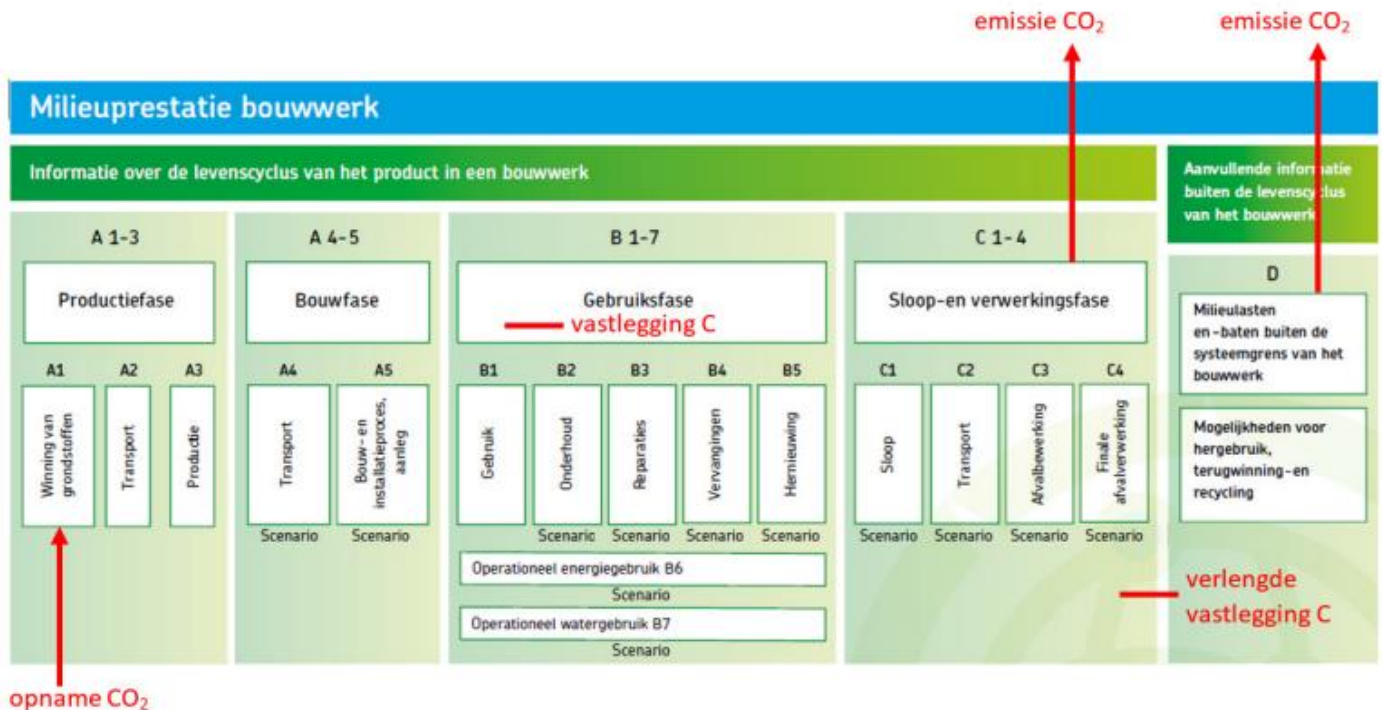 emissie CO₂
emissie CO₂
Milieuprestatie bouwwerk
Informatie over de levenscyclus van het product in een bouwwerk
Aanvullende informatie
buiten de levenscyclus
van het bouwwerk
A 1-3
Productiefase
A1
A2
A3
Winning van
grondstoffen
Transport
Productie
opname CO₂
A 4-5
Bouwfase
A4
A5
Transport
Bouw- en
installatieproces,
aanleg
Scenario
Scenario
B 1-7
Gebruiksfase
vastlegging C
B1
B2
B3
B4
B5
Gebruik
Onderhoud
Reparaties
Vervangingen
Hernieuwing
Scenario
Scenario
Scenario
Scenario
Operationeel energiegebruik B6
Scenario
Operationeel watergebruik B7
Scenario
C 1-4
Sloop-en verwerkingsfase
C1
C2
C3
C4
Sloop
Transport
Afvalbewerking
Finale
afvalverwerking
Scenario
Scenario
Scenario
Scenario
verlengde
vastlegging C
D
Milieulasten
en-baten buiten de
systeemgrens van het
bouwwerk
Mogelijkheden voor
hergebruik,
terugwinning-en
recycling